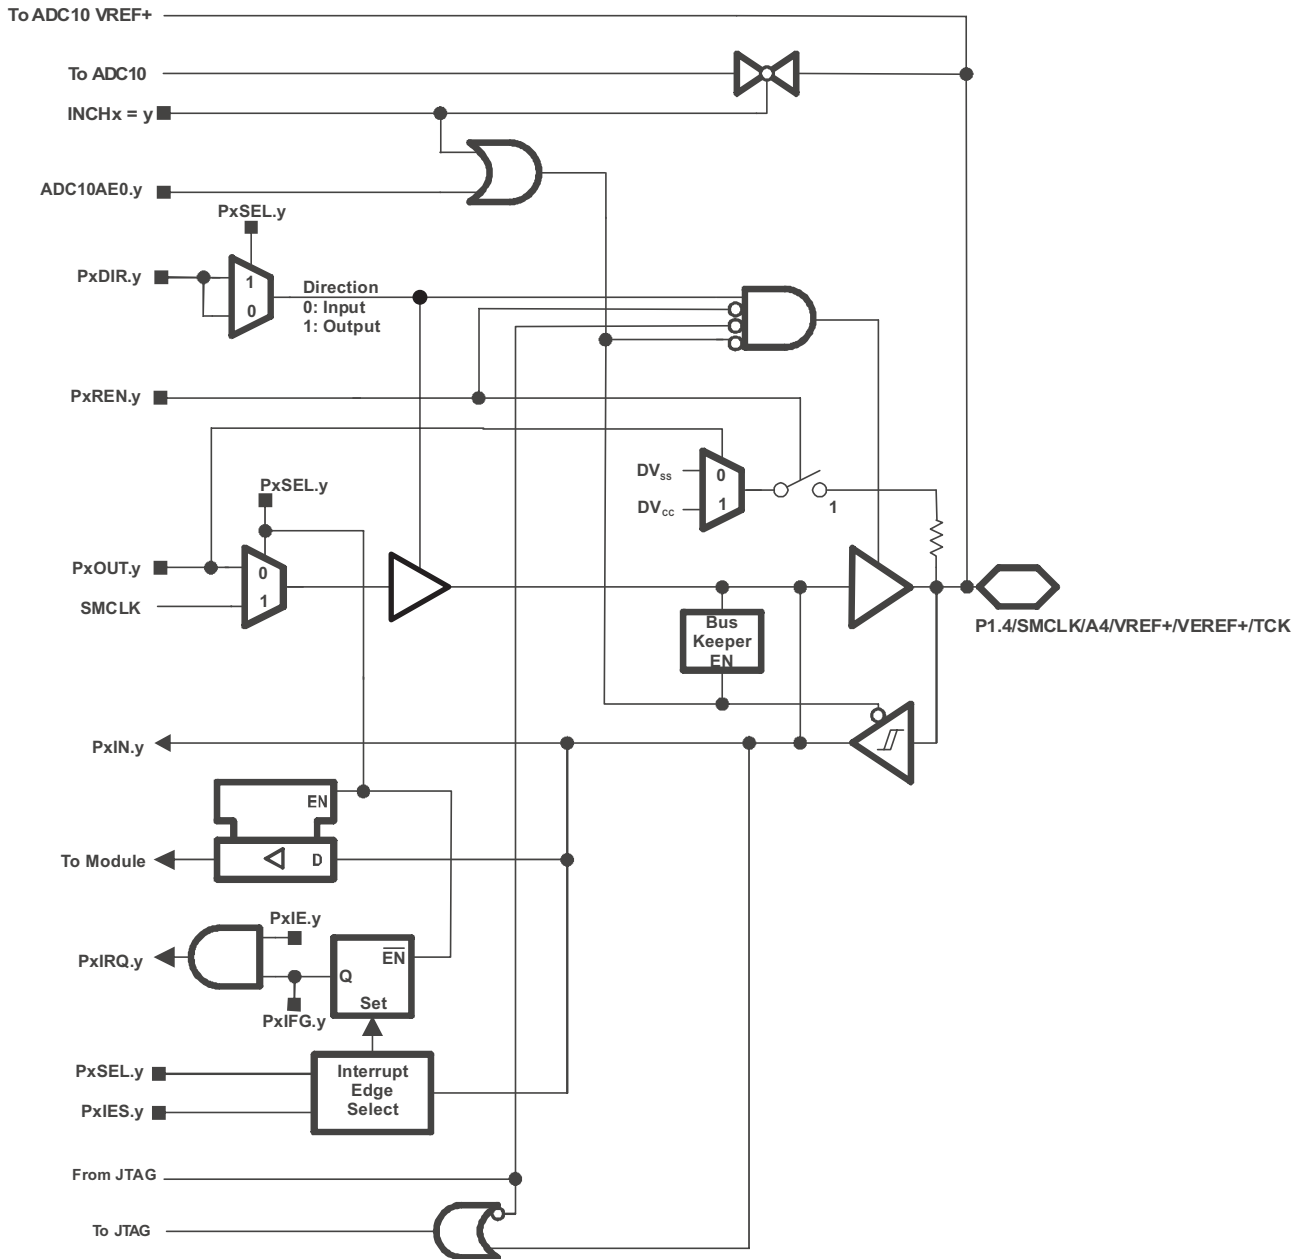 To ADC10 VREF+
To ADC10
INCHx = y
ADC10AE0.y
PxSEL.y
PxDIR.y
1
0
Direction
0: Input
1: Output
PxREN.y
DVss
0
DVcc
1
1
PxSEL.y
PxOUT.y
0
SMCLK
1
Bus
Keeper
EN
P1.4/SMCLK/A4/VREF+/VEREF+/TCK
PxIN.y
EN
To Module
D
PxIE.y
PxIRQ.y
EN
Q
Set
PxIFG.y
PxSEL.y
PxIES.y
Interrupt
Edge
Select
From JTAG
To JTAG